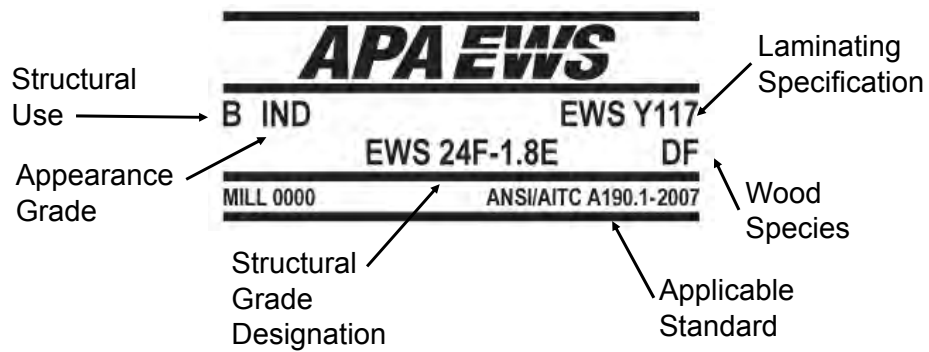 APA EWS
Laminating
Specification
Structural
Use
B IND
EWS Y117
EWS 24F-1.8E
DF
Appearance
Grade
MILL 0000
ANSI/AITC A190.1-2007
Wood
Species
Structural
Grade
Designation
Applicable
Standard